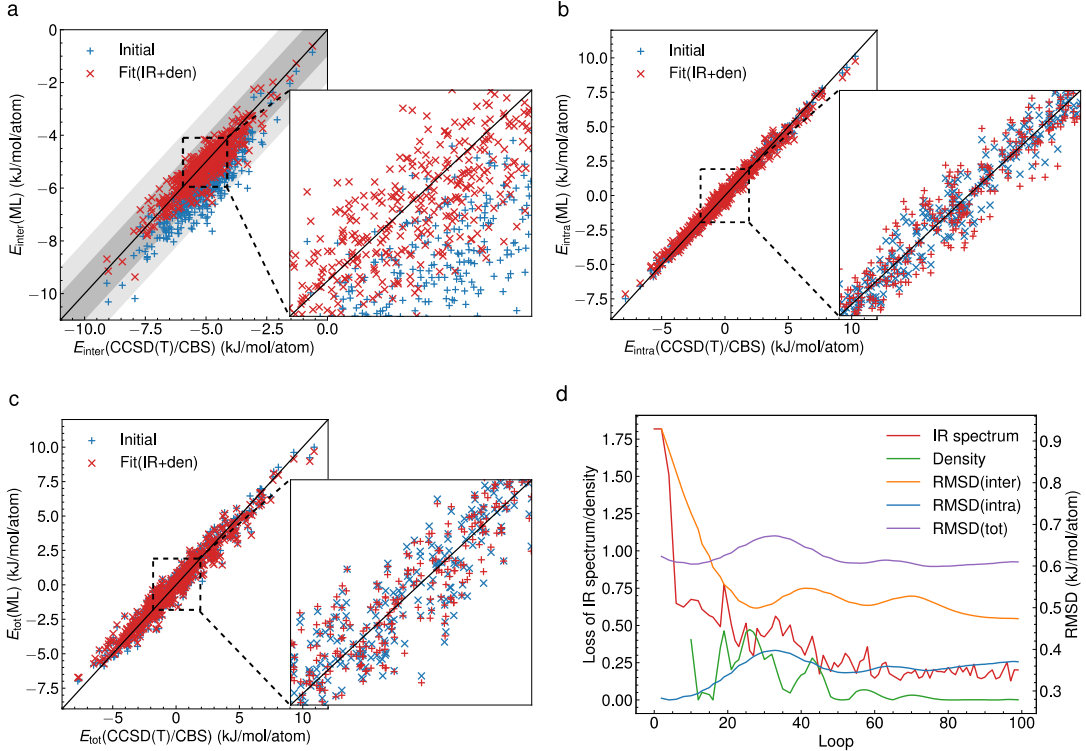 a
0
−2
−4
−6
−8
−10
E_inter(ML) (kJ/mol/atom)
Initial
Fit(IR+den)
−10.0
−7.5
−5.0
−2.5
0.0
E_inter(CCSD(T)/CBS) (kJ/mol/atom)
b
10.0
7.5
5.0
2.5
0.0
−2.5
−5.0
−7.5
E_intra(ML) (kJ/mol/atom)
Initial
Fit(IR+den)
−5
0
5
10
E_intra(CCSD(T)/CBS) (kJ/mol/atom)
c
10.0
7.5
5.0
2.5
0.0
−2.5
−5.0
−7.5
E_tot(ML) (kJ/mol/atom)
Initial
Fit(IR+den)
−5
0
5
10
E_tot(CCSD(T)/CBS) (kJ/mol/atom)
d
1.75
1.50
1.25
1.00
0.75
0.50
0.25
0.00
Loss of IR spectrum/density
IR spectrum
Density
RMSD(inter)
RMSD(intra)
RMSD(tot)
0.9
0.8
0.7
0.6
0.5
0.4
0.3
RMSD (kJ/mol/atom)
0
20
40
60
80
100
Loop